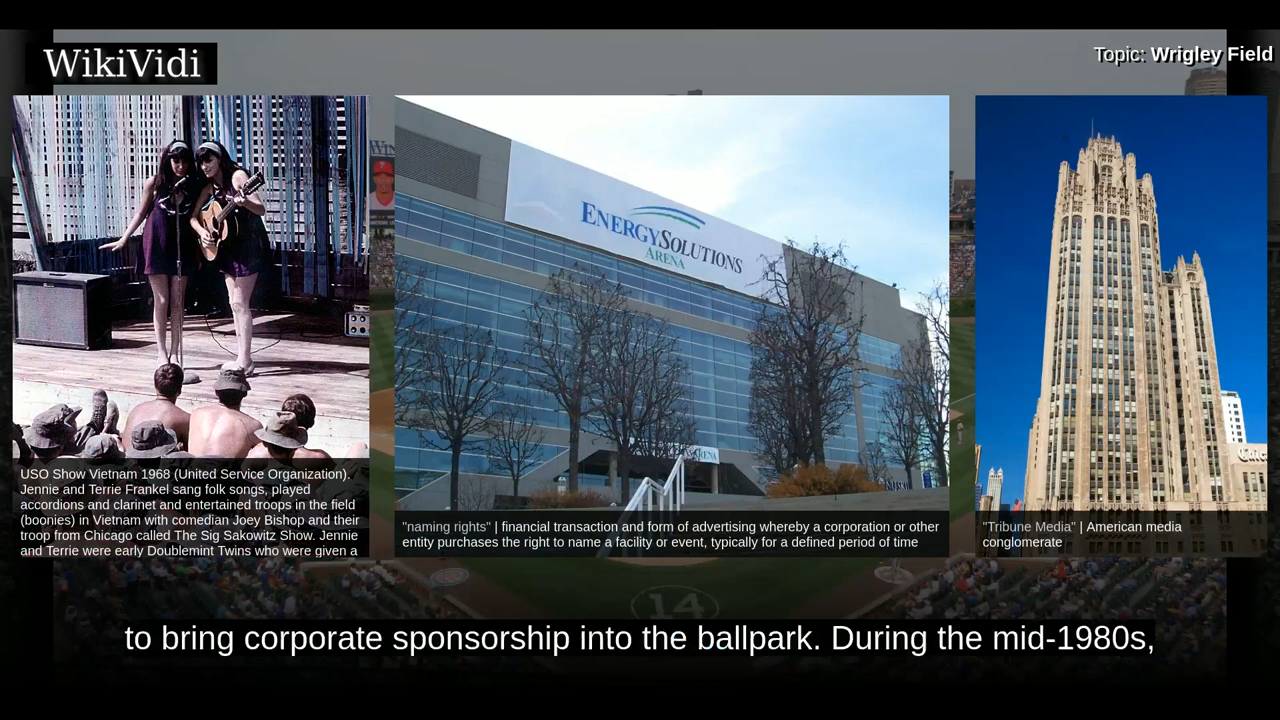 WikiVidi
Topic: Wrigley Field
ENERGYSOLUTIONS
ARENA
ARENA
USO Show Vietnam 1968 (United Service Organization).
Jennie and Terrie Frankel sang folk songs, played
accordions and clarinet and entertained troops in the field
(boonies) in Vietnam with comedian Joey Bishop and their
troop from Chicago called The Sig Sakowitz Show. Jennie
and Terrie were early Doublemint Twins who were given a
"naming rights" | financial transaction and form of advertising whereby a corporation or other
entity purchases the right to name a facility or event, typically for a defined period of time
"Tribune Media" | American media
conglomerate
14
to bring corporate sponsorship into the ballpark. During the mid-1980s,